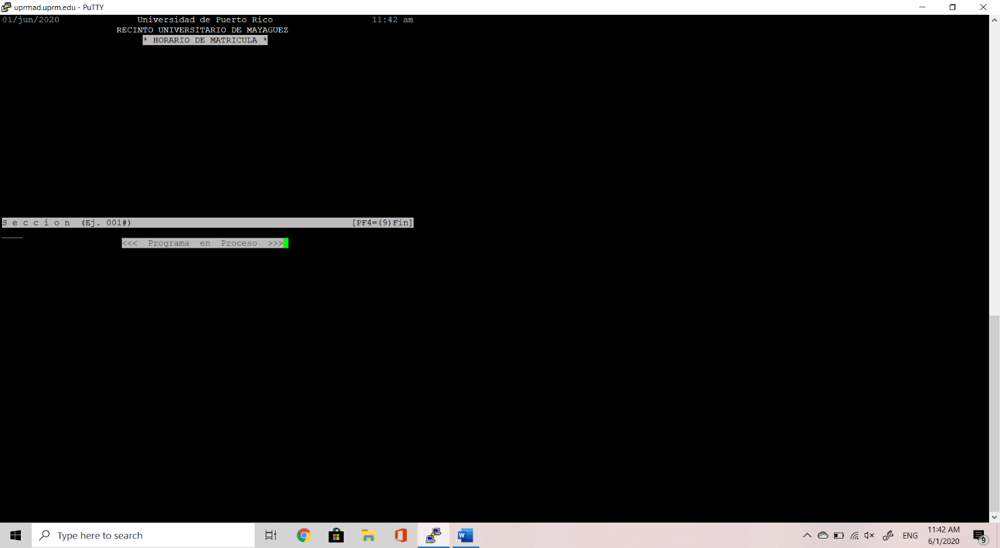 uprmad.uprm.edu - PuTTY
01/jun/2020 Universidad de Puerto Rico 11:42 am
RECINTO UNIVERSITARIO DE MAYAGUEZ
* HORARIO DE MATRICULA *
S e c c i o n (Ej. 001#) [PF4=(9)Fin]
<<< Programa en Proceso >>>
Type here to search
ENG
11:42 AM
6/1/2020
9